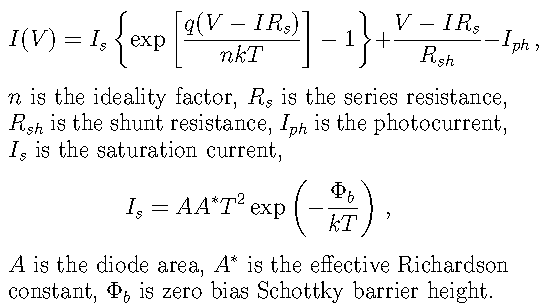 I(V) = I_s { exp [ q(V − IR_s) / nkT ] − 1 } + (V − IR_s) / R_sh − I_ph ,
n is the ideality factor, R_s is the series resistance,
R_sh is the shunt resistance, I_ph is the photocurrent,
I_s is the saturation current,
I_s = AA*T² exp ( − Φ_b / kT ) ,
A is the diode area, A* is the effective Richardson
constant, Φ_b is zero bias Schottky barrier height.